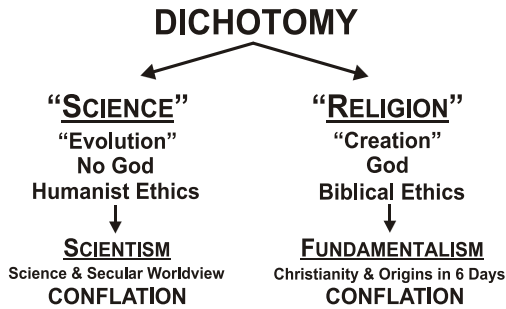 DICHOTOMY
“SCIENCE”
“Evolution”
No God
Humanist Ethics
SCIENTISM
Science & Secular Worldview
CONFLATION
“RELIGION”
“Creation”
God
Biblical Ethics
FUNDAMENTALISM
Christianity & Origins in 6 Days
CONFLATION